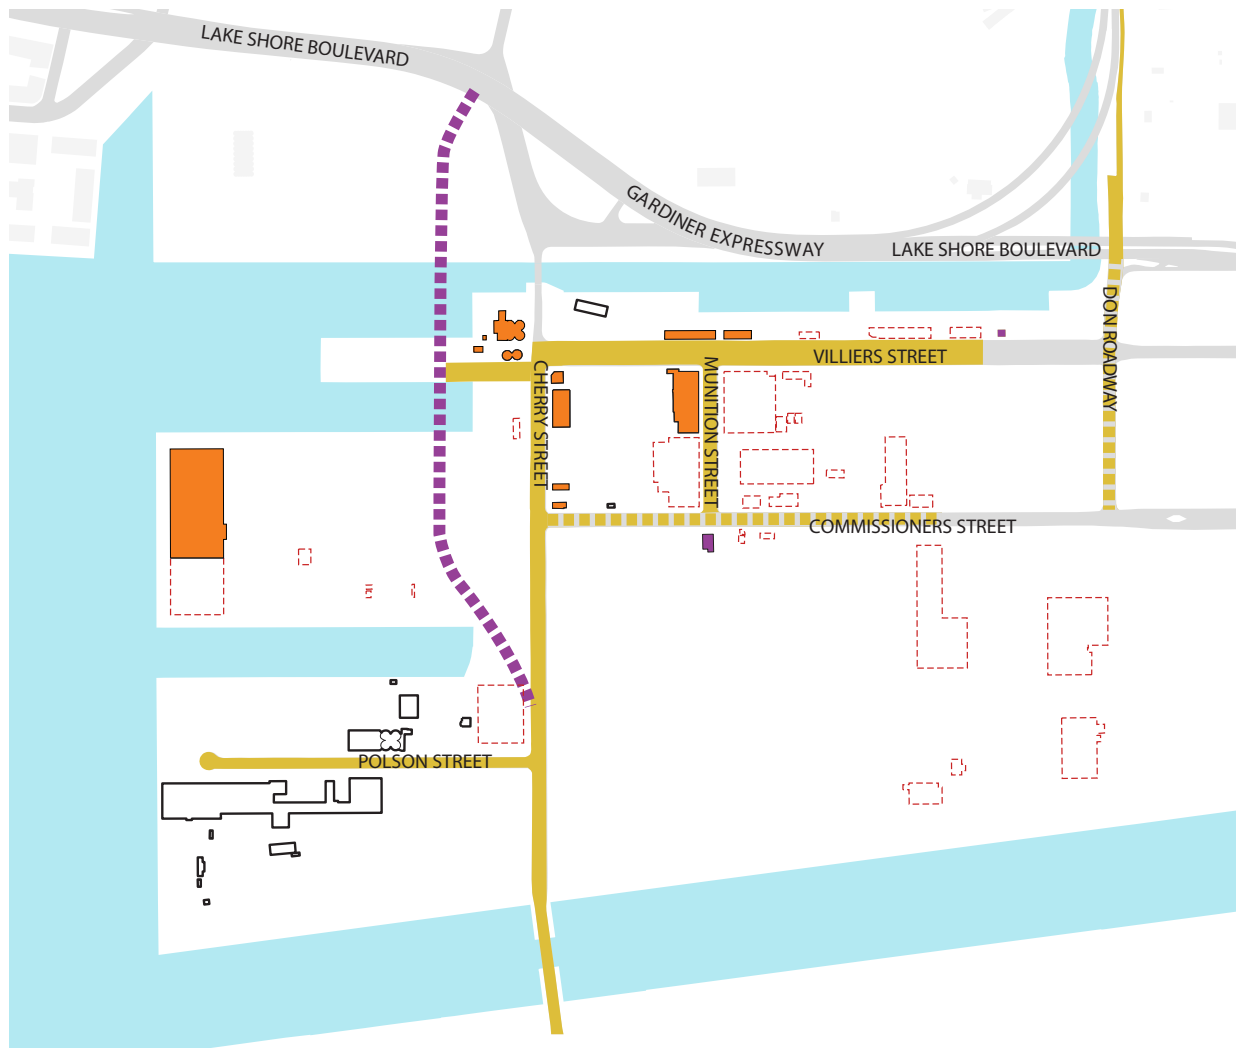 LAKE SHORE BOULEVARD
GARDINER EXPRESSWAY
LAKE SHORE BOULEVARD
DON ROADWAY
VILLIERS STREET
CHERRY STREET
MUNITION STREET
COMMISSIONERS STREET
POLSON STREET